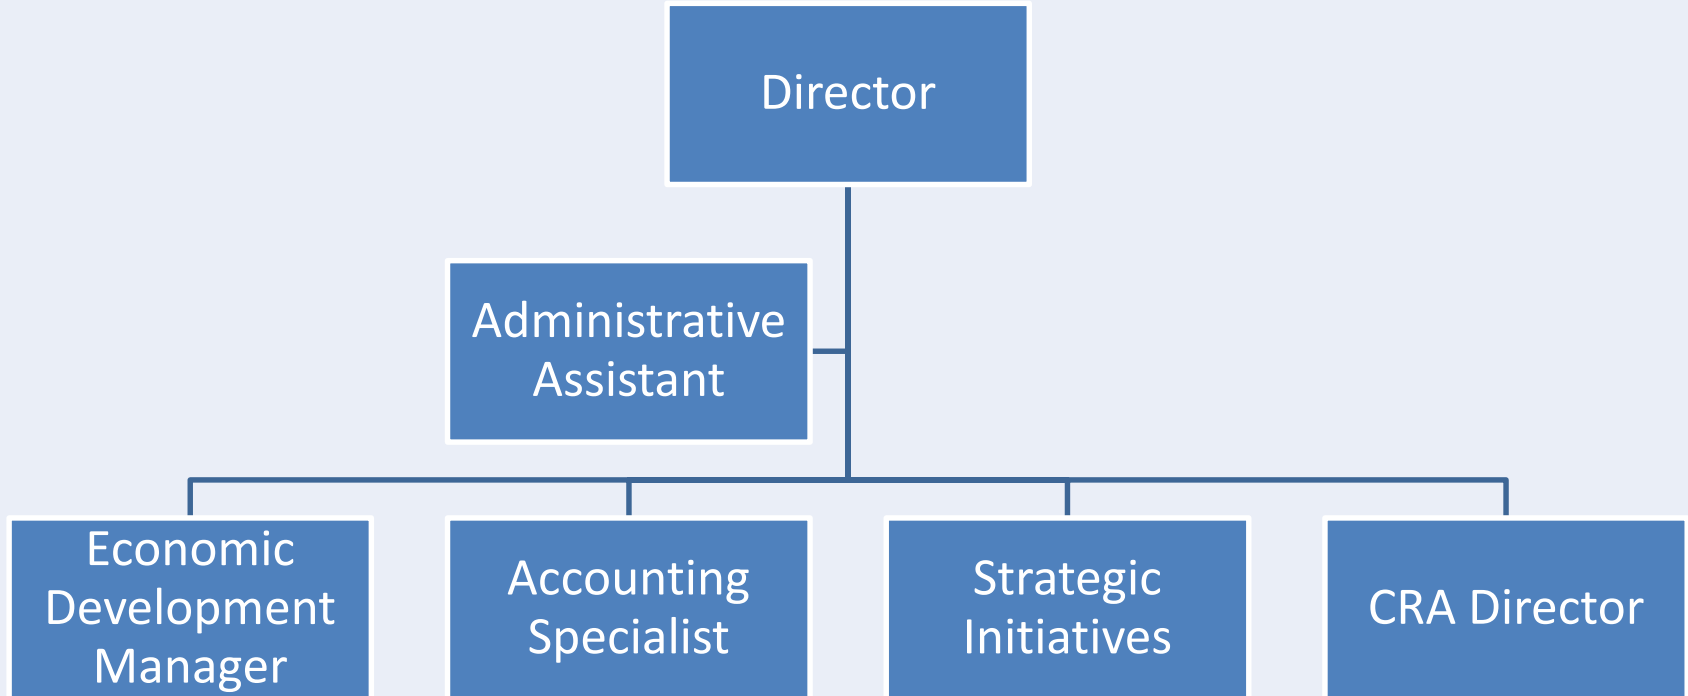 Director
Administrative
Assistant
Economic
Development
Manager
Accounting
Specialist
Strategic
Initiatives
CRA Director